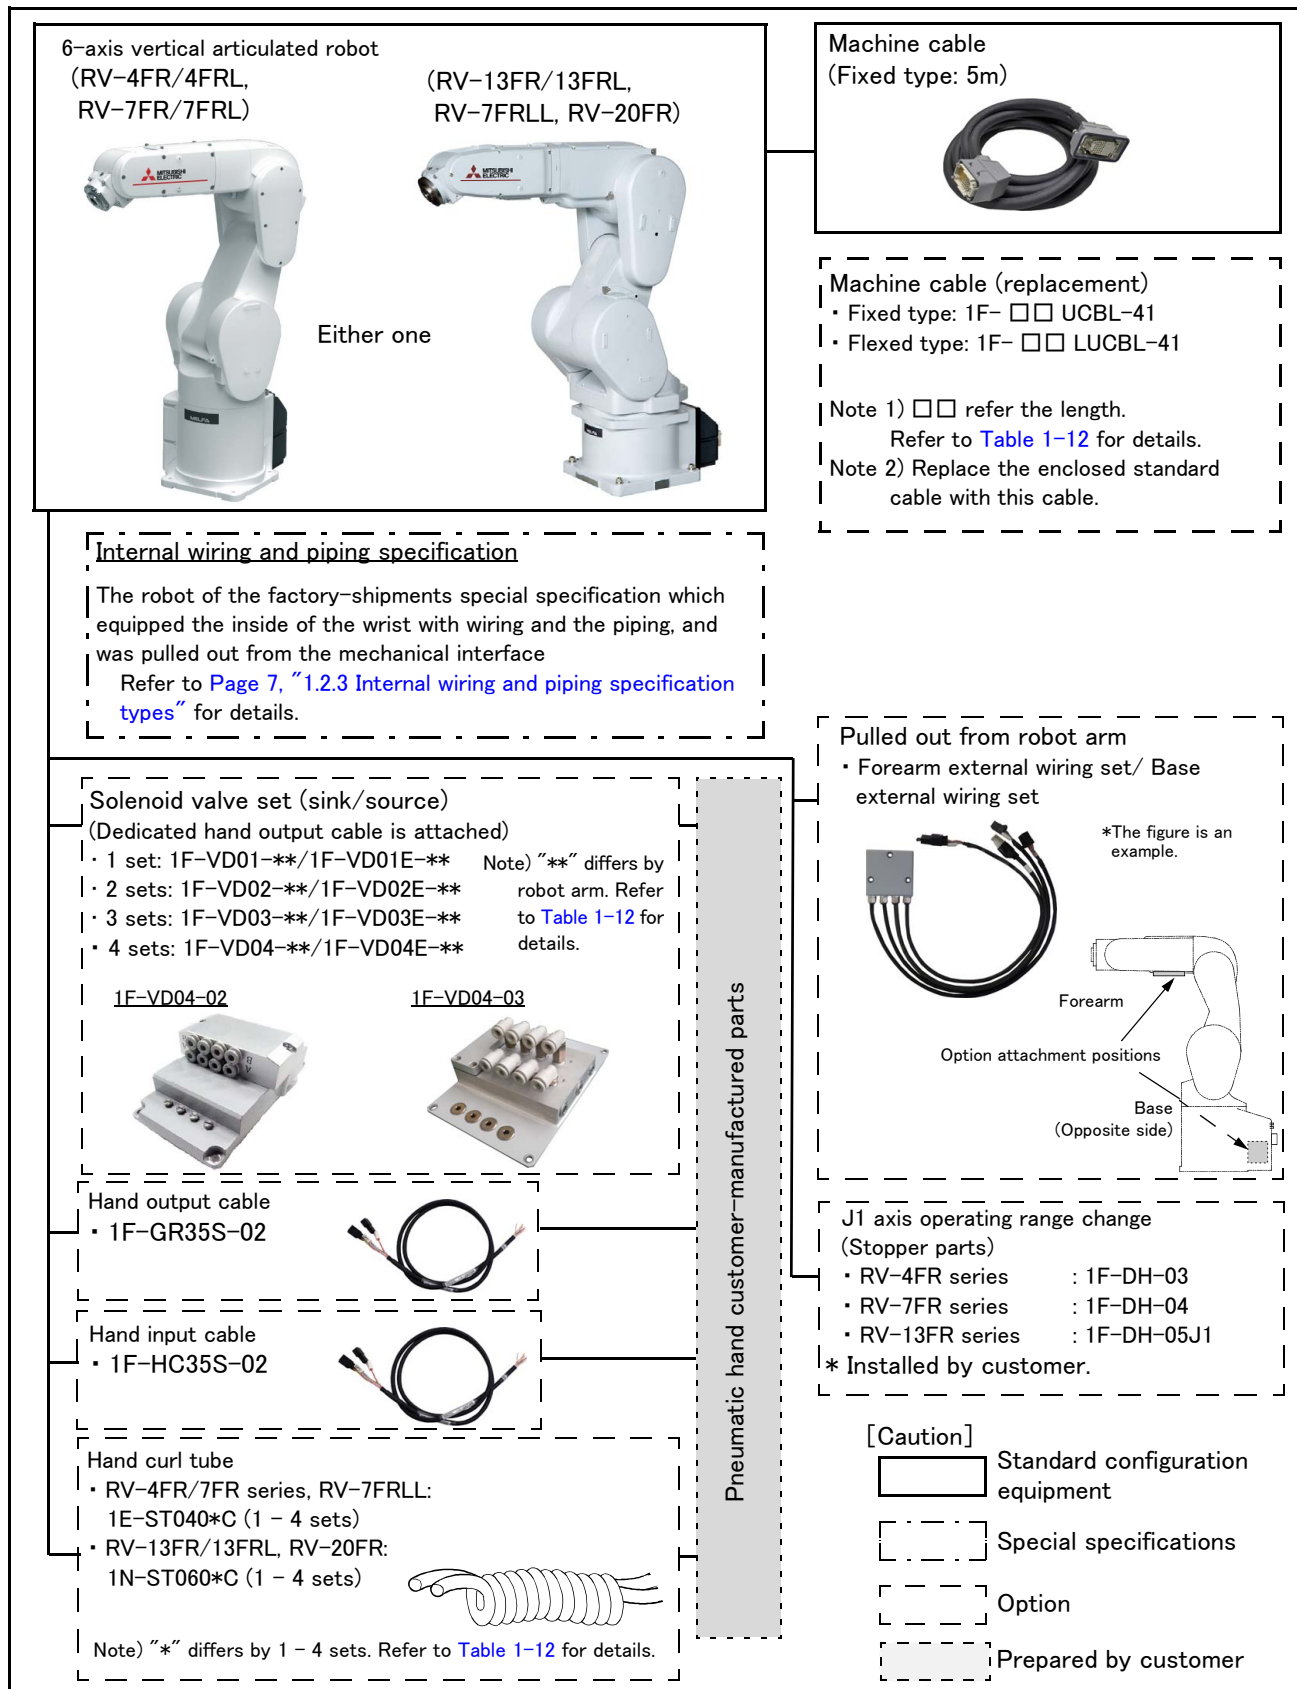 6-axis vertical articulated robot
(RV-4FR/4FRL,
RV-7FR/7FRL)
(RV-13FR/13FRL,
RV-7FRLL, RV-20FR)
MITSUBISHI
ELECTRIC
MITSUBISHI
ELECTRIC
Either one
MELFA
MELFA
Machine cable
(Fixed type: 5m)
Machine cable (replacement)
・Fixed type: 1F- □□ UCBL-41
・Flexed type: 1F- □□ LUCBL-41
Note 1) □□ refer the length.
Refer to Table 1-12 for details.
Note 2) Replace the enclosed standard
cable with this cable.
Internal wiring and piping specification
The robot of the factory-shipments special specification which
equipped the inside of the wrist with wiring and the piping, and
was pulled out from the mechanical interface
Refer to Page 7, "1.2.3 Internal wiring and piping specification
types" for details.
Solenoid valve set (sink/source)
(Dedicated hand output cable is attached)
・1 set: 1F-VD01-**/1F-VD01E-**
・2 sets: 1F-VD02-**/1F-VD02E-**
・3 sets: 1F-VD03-**/1F-VD03E-**
・4 sets: 1F-VD04-**/1F-VD04E-**
Note) "**" differs by
robot arm. Refer
to Table 1-12 for
details.
1F-VD04-02
1F-VD04-03
Hand output cable
・1F-GR35S-02
Hand input cable
・1F-HC35S-02
Hand curl tube
・RV-4FR/7FR series, RV-7FRLL:
1E-ST040*C (1 - 4 sets)
・RV-13FR/13FRL, RV-20FR:
1N-ST060*C (1 - 4 sets)
Note) "*" differs by 1 - 4 sets. Refer to Table 1-12 for details.
Pneumatic hand customer-manufactured parts
Pulled out from robot arm
・Forearm external wiring set/ Base
external wiring set
*The figure is an
example.
Forearm
Option attachment positions
Base
(Opposite side)
J1 axis operating range change
(Stopper parts)
・RV-4FR series : 1F-DH-03
・RV-7FR series : 1F-DH-04
・RV-13FR series : 1F-DH-05J1
* Installed by customer.
[Caution]
Standard configuration
equipment
Special specifications
Option
Prepared by customer